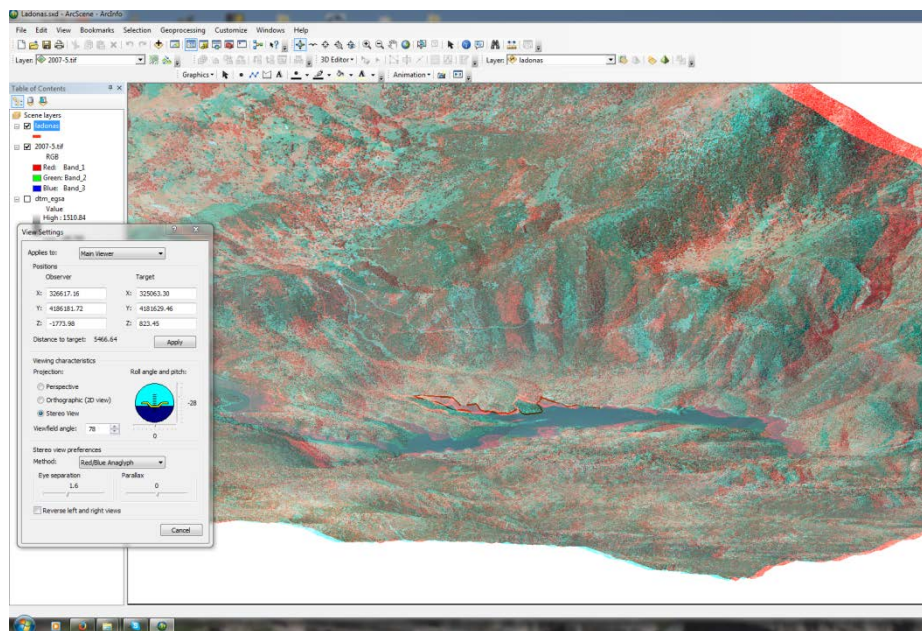 Ladonas.sxd - ArcScene - ArcInfo
File Edit View Bookmarks Selection Geoprocessing Customize Windows Help
3D Editor
Layer: 2007-5.tif
Layer: ladonas
Graphics
Animation
Table of Contents
Scene layers
ladonas
2007-5.tif
RGB
Red: Band_1
Green: Band_2
Blue: Band_3
dtm_egsa
Value
High : 1510.84
View Settings
Applies to: Main Viewer
Positions
Observer Target
X: 326617.16 X: 325063.30
Y: 4186181.72 Y: 4181629.46
Z: -1773.98 Z: 823.45
Distance to target: 5466.64 Apply
Viewing characteristics
Projection: Roll angle and pitch:
Perspective
Orthographic (2D view)
-28
Stereo View
Viewfield angle: 78
0
Stereo view preferences
Method: Red/Blue Anaglyph
Eye separation Parallax
1.6 0
Reverse left and right views
Cancel